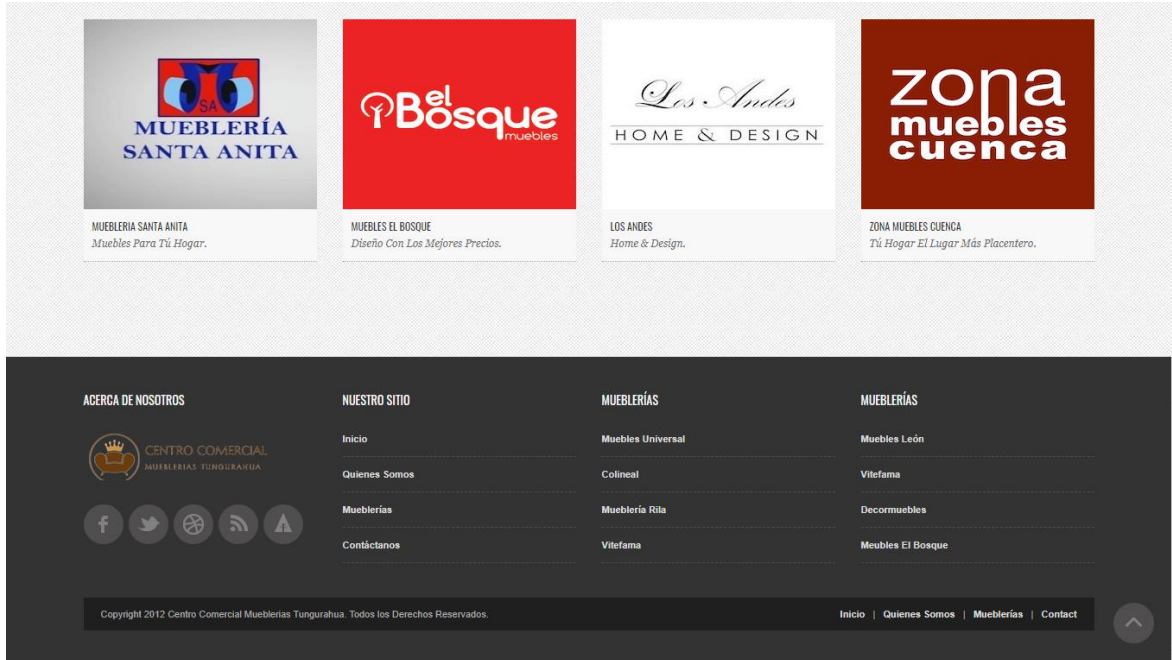 SA
MUEBLERÍA
SANTA ANITA
el
Bosque
muebles
Los Andes
HOME & DESIGN
zona
muebles
cuenca
MUEBLERIA SANTA ANITA
Muebles Para Tú Hogar.
MUEBLES EL BOSQUE
Diseño Con Los Mejores Precios.
LOS ANDES
Home & Design.
ZONA MUEBLES CUENCA
Tú Hogar El Lugar Más Placentero.
ACERCA DE NOSOTROS
CENTRO COMERCIAL
MUEBLERIAS TUNGURAHUA
NUESTRO SITIO
Inicio
Quienes Somos
Mueblerías
Contáctanos
MUEBLERÍAS
Muebles Universal
Colineal
Mueblería Rila
Vitefama
MUEBLERÍAS
Muebles León
Vitefama
Decormuebles
Meubles El Bosque
Copyright 2012 Centro Comercial Mueblerias Tungurahua. Todos los Derechos Reservados.
Inicio | Quienes Somos | Mueblerías | Contact